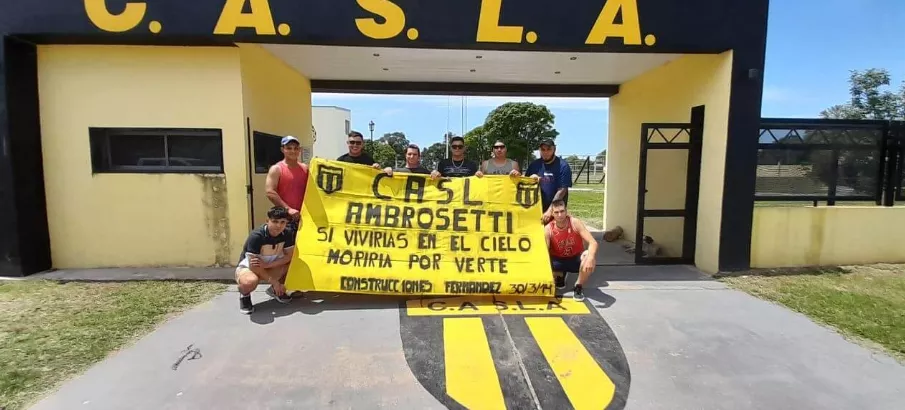 C.A.S.L.A.
CASL
AMBROSETTI
SI VIVIRIAS EN EL CIELO
MORIRIA POR VERTE
CONSTRUCCIONES FERNANDEZ 30/3/14
C.A.S.L.A